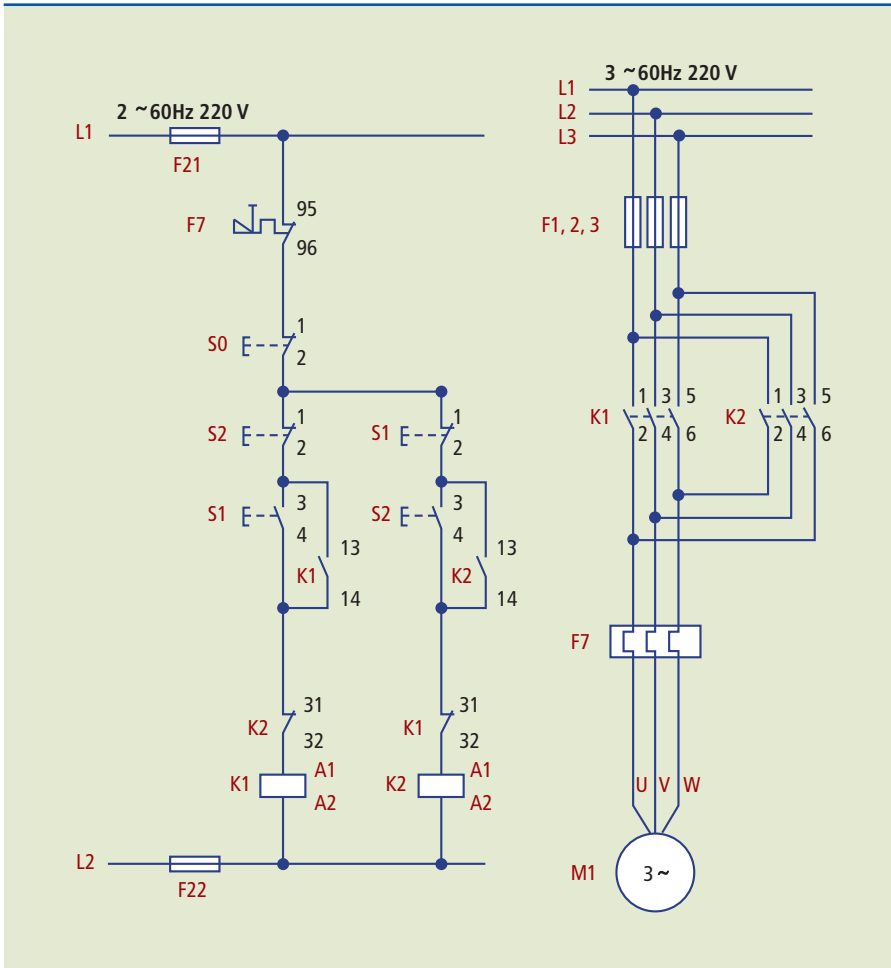 2 ~ 60Hz 220 V
L1
F21
F7
95
96
S0
1
2
S2
1
2
S1
1
2
S1
3
4
K1
13
14
S2
3
4
K2
13
14
K2
31
32
K1
31
32
K1
A1
A2
K2
A1
A2
L2
F22
3 ~ 60Hz 220 V
L1
L2
L3
F1, 2, 3
K1
1 3 5
2 4 6
K2
1 3 5
2 4 6
F7
U V W
M1
3 ~